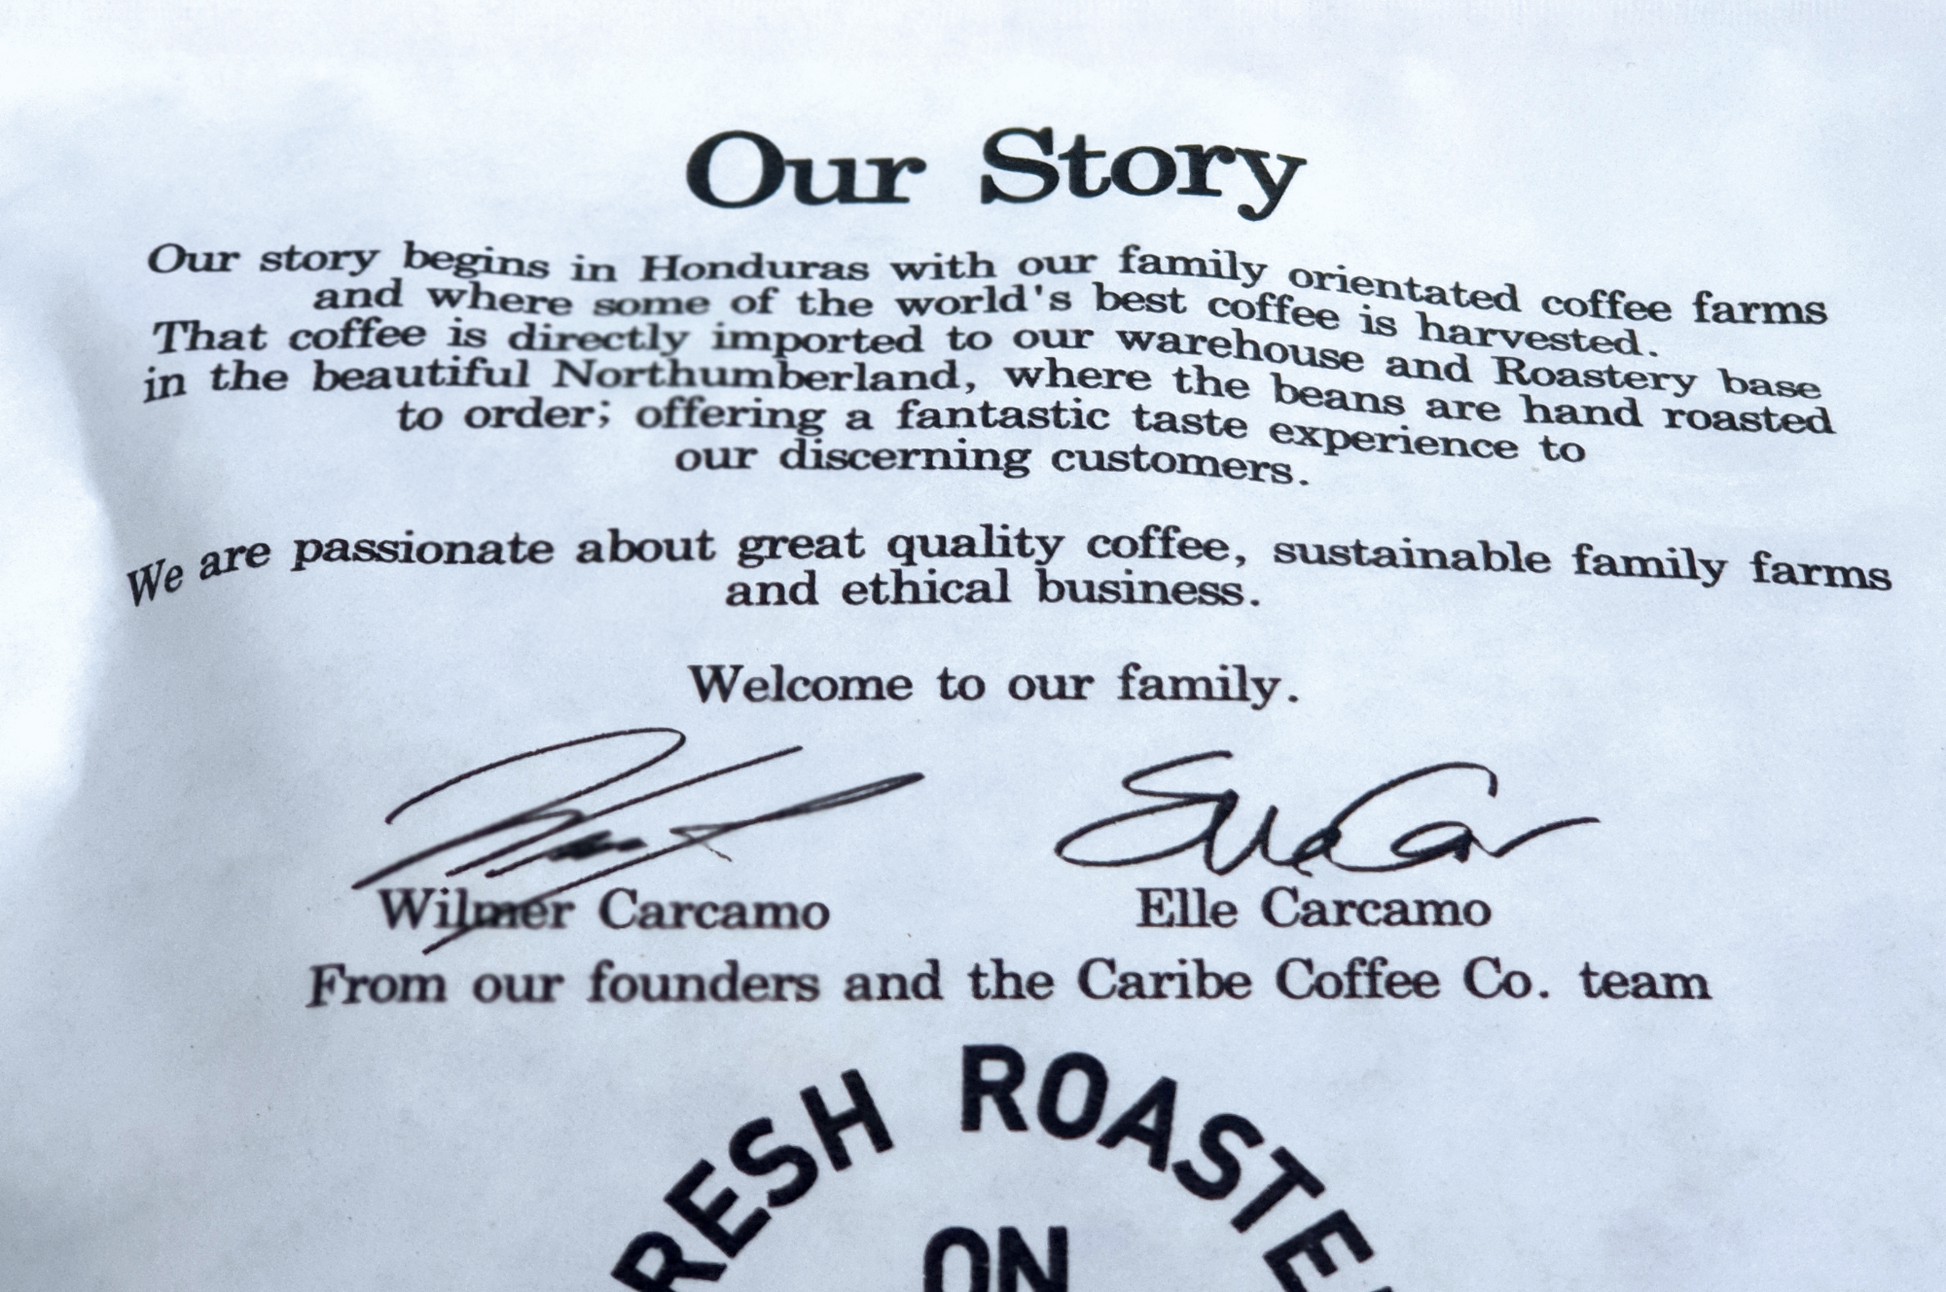 Our Story
Our story begins in Honduras with our family orientated coffee farms
and where some of the world's best coffee is harvested.
That coffee is directly imported to our warehouse and Roastery base
in the beautiful Northumberland, where the beans are hand roasted
to order; offering a fantastic taste experience to
our discerning customers.
We are passionate about great quality coffee, sustainable family farms
and ethical business.
Welcome to our family.
Elle Car
Wilmer Carcamo Elle Carcamo
From our founders and the Caribe Coffee Co. team
RESH ROASTE
ON